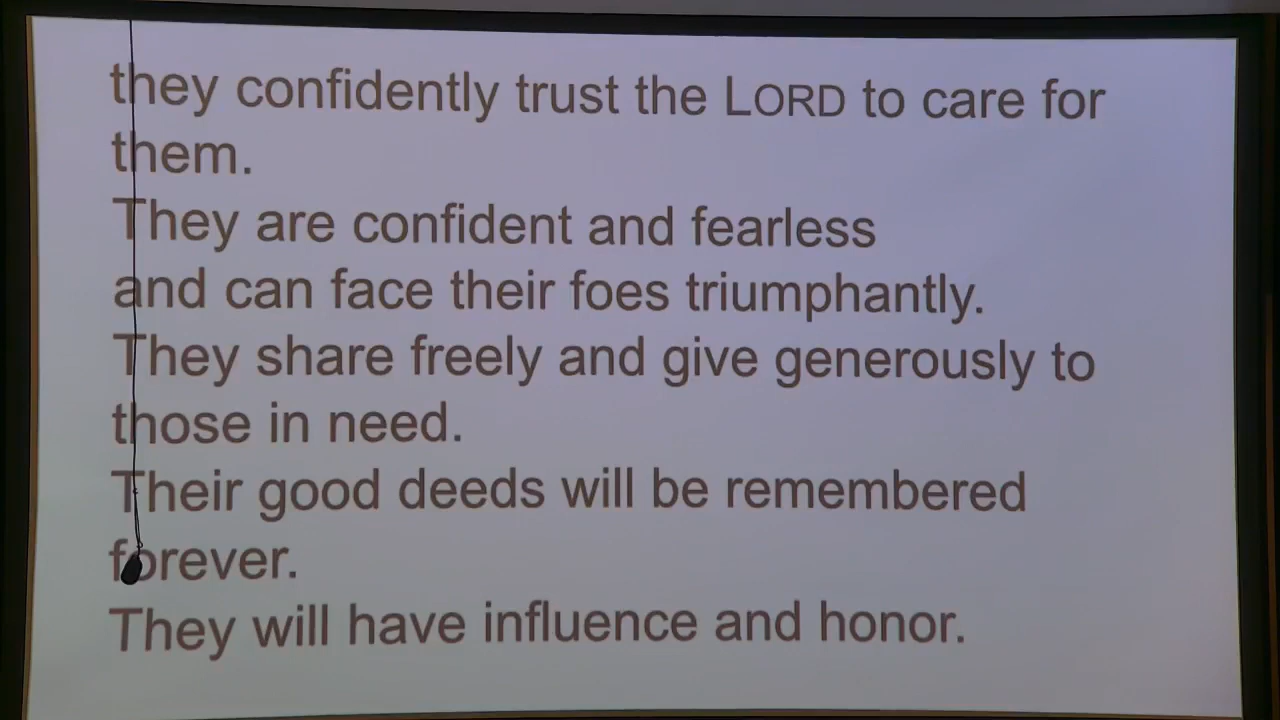 they confidently trust the LORD to care for
them.
They are confident and fearless
and can face their foes triumphantly.
They share freely and give generously to
those in need.
Their good deeds will be remembered
forever.
They will have influence and honor.